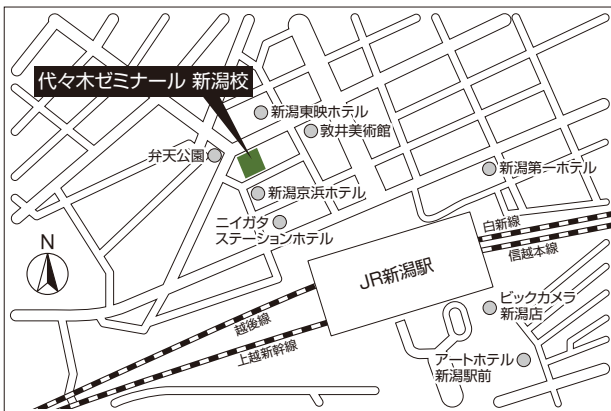 代々木ゼミナール 新潟校
新潟東映ホテル
敦井美術館
弁天公園
新潟第一ホテル
新潟京浜ホテル
ニイガタ
ステーションホテル
白新線
信越本線
N
JR新潟駅
ビックカメラ
新潟店
越後線
上越新幹線
アートホテル
新潟駅前